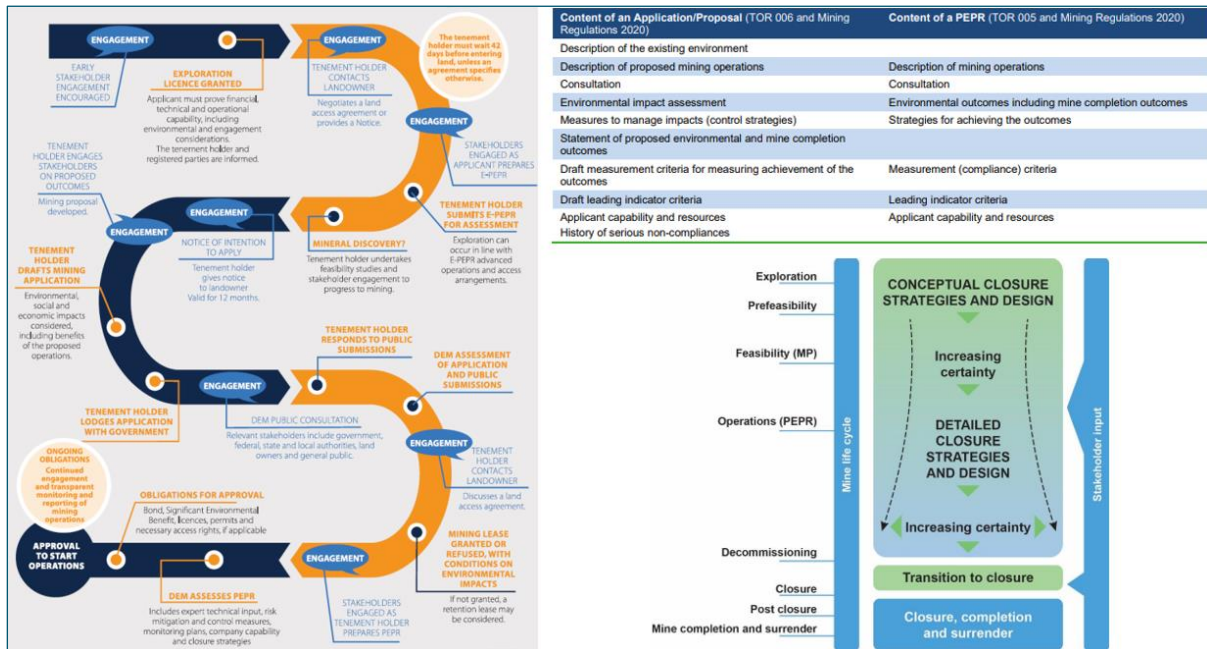 ENGAGEMENT
EARLY
STAKEHOLDER
ENGAGEMENT
ENCOURAGED
EXPLORATION
LICENCE GRANTED
Applicant must prove financial,
technical and operational
capability, including
environmental and engagement
considerations.
The tenement holder and
registered parties are informed.
ENGAGEMENT
TENEMENT HOLDER
CONTACTS
LANDOWNER
Negotiates a land
access agreement or
provides a Notice.
The tenement
holder must wait 42
days before entering
land, unless an
agreement specifies
otherwise.
ENGAGEMENT
STAKEHOLDERS
ENGAGED AS
APPLICANT PREPARES
E-PEPR
TENEMENT HOLDER
SUBMITS E-PEPR
FOR ASSESSMENT
Exploration can
occur in line with
E-PEPR advanced
operations and access
arrangements.
MINERAL DISCOVERY?
Tenement holder undertakes
feasibility studies and
stakeholder engagement to
progress to mining.
ENGAGEMENT
NOTICE OF INTENTION
TO APPLY
Tenement holder
gives notice
to landowner
Valid for 12 months.
TENEMENT
HOLDER ENGAGES
STAKEHOLDERS
ON PROPOSED
OUTCOMES
Mining proposal
developed.
ENGAGEMENT
TENEMENT
HOLDER
DRAFTS MINING
APPLICATION
Environmental,
social and
economic impacts
considered,
including benefits
of the proposed
operations.
TENEMENT HOLDER
LODGES APPLICATION
WITH GOVERNMENT
ENGAGEMENT
DEM PUBLIC CONSULTATION
Relevant stakeholders include government,
federal, state and local authorities, land
owners and general public.
TENEMENT HOLDER
RESPONDS TO PUBLIC
SUBMISSIONS
DEM ASSESSMENT
OF APPLICATION
AND PUBLIC
SUBMISSIONS
ENGAGEMENT
TENEMENT
HOLDER
CONTACTS
LANDOWNER
Discusses a land
access agreement.
MINING LEASE
GRANTED OR
REFUSED, WITH
CONDITIONS ON
ENVIRONMENTAL
IMPACTS
If not granted, a
retention lease may
be considered.
ENGAGEMENT
STAKEHOLDERS
ENGAGED AS
TENEMENT HOLDER
PREPARES PEPR
DEM ASSESSES PEPR
Includes expert technical input, risk
mitigation and control measures,
monitoring plans, company capability
and closure strategies
OBLIGATIONS FOR APPROVAL
Bond, Significant Environmental
Benefit, licences, permits and
necessary access rights, if applicable
ONGOING
OBLIGATIONS
Continued
engagement
and transparent
monitoring and
reporting of
mining
operations
APPROVAL
TO START
OPERATIONS
Content of an Application/Proposal (TOR 006 and Mining Regulations 2020)
Content of a PEPR (TOR 005 and Mining Regulations 2020)
Description of the existing environment
Description of proposed mining operations
Description of mining operations
Consultation
Consultation
Environmental impact assessment
Environmental outcomes including mine completion outcomes
Measures to manage impacts (control strategies)
Strategies for achieving the outcomes
Statement of proposed environmental and mine completion
outcomes
Draft measurement criteria for measuring achievement of the
outcomes
Measurement (compliance) criteria
Draft leading indicator criteria
Leading indicator criteria
Applicant capability and resources
Applicant capability and resources
History of serious non-compliances
Exploration
Prefeasibility
Feasibility (MP)
Operations (PEPR)
Decommissioning
Closure
Post closure
Mine completion and surrender
Mine life cycle
CONCEPTUAL CLOSURE
STRATEGIES AND DESIGN
Increasing
certainty
DETAILED
CLOSURE
STRATEGIES
AND DESIGN
Increasing certainty
Transition to closure
Closure, completion
and surrender
Stakeholder input